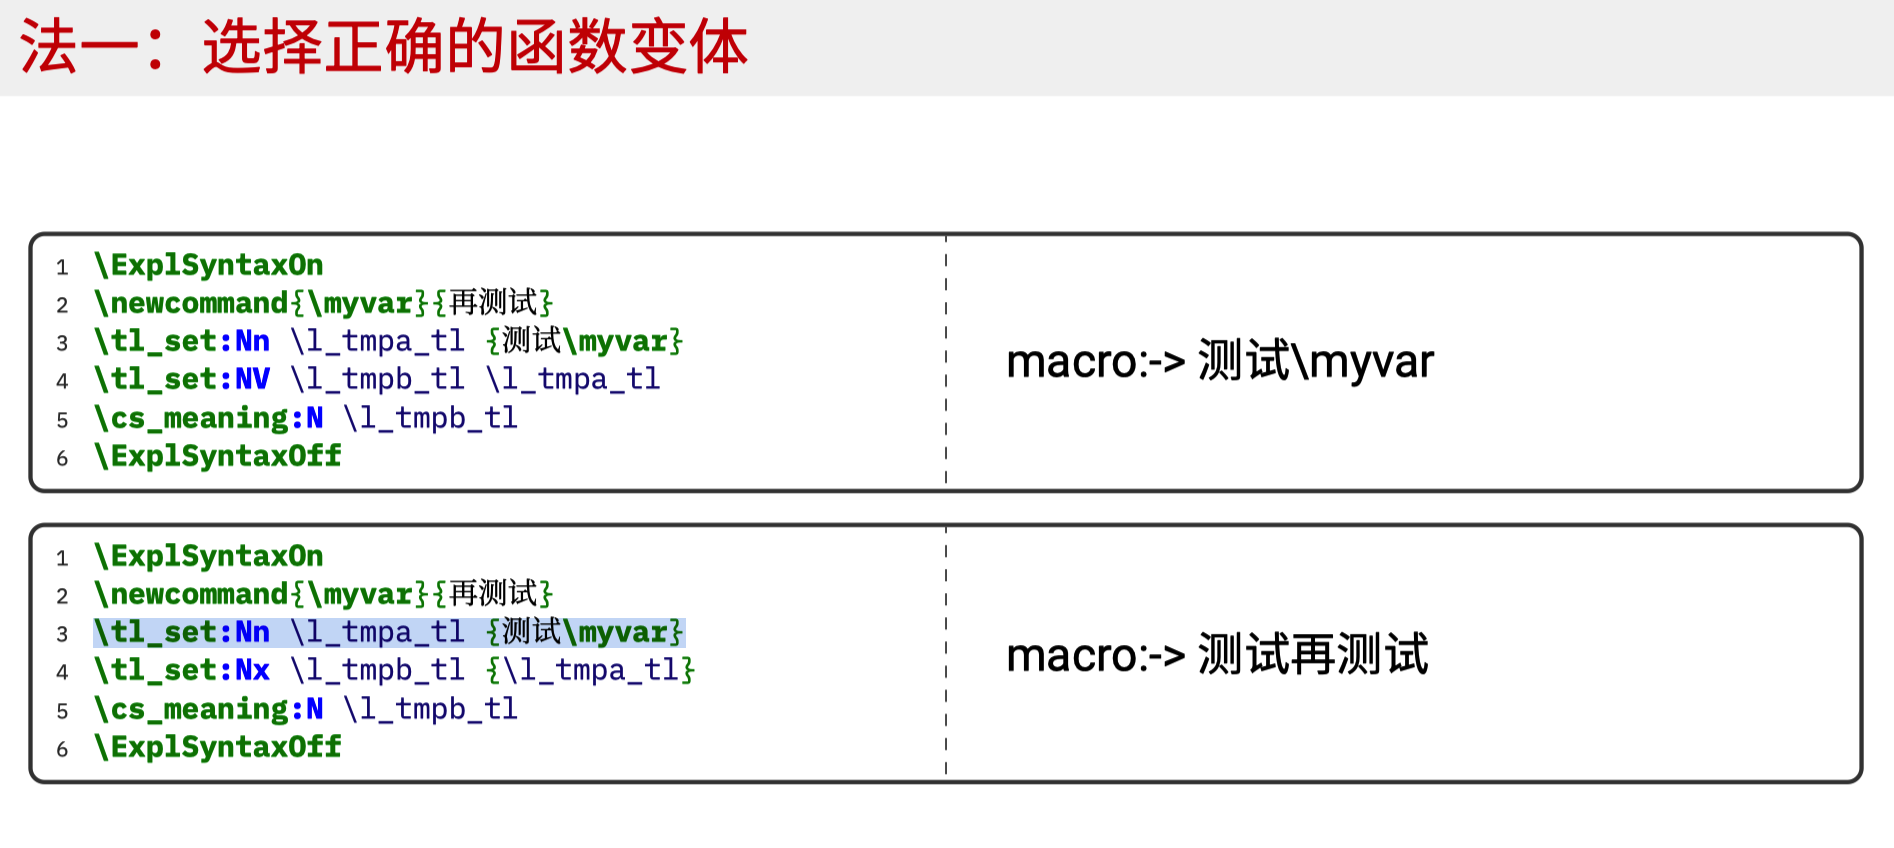 法一：选择正确的函数变体
1 \ExplSyntaxOn
2 \newcommand{\myvar}{再测试}
3 \tl_set:Nn \l_tmpa_tl {测试\myvar}
4 \tl_set:NV \l_tmpb_tl \l_tmpa_tl
5 \cs_meaning:N \l_tmpb_tl
6 \ExplSyntaxOff
macro:-> 测试\myvar
1 \ExplSyntaxOn
2 \newcommand{\myvar}{再测试}
3 \tl_set:Nn \l_tmpa_tl {测试\myvar}
4 \tl_set:Nx \l_tmpb_tl {\l_tmpa_tl}
5 \cs_meaning:N \l_tmpb_tl
6 \ExplSyntaxOff
macro:-> 测试再测试